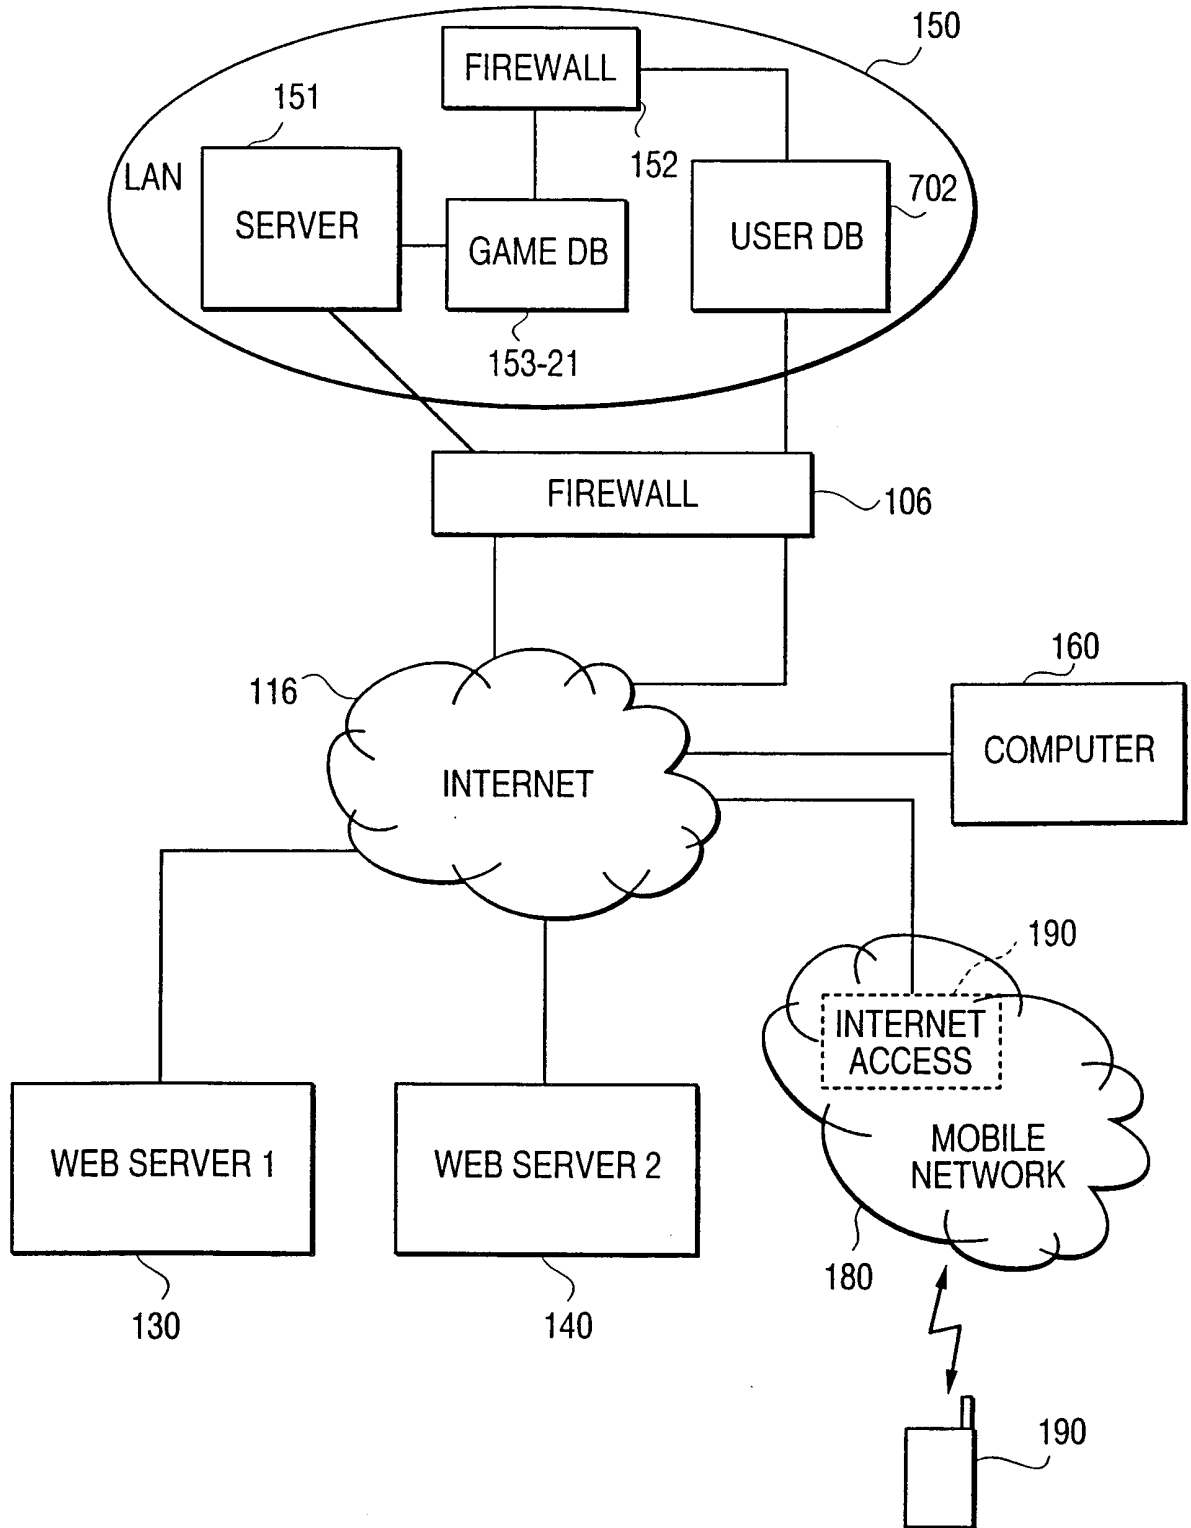 150
FIREWALL
151
152
LAN
702
SERVER
USER DB
GAME DB
153-21
FIREWALL
106
160
116
COMPUTER
INTERNET
190
INTERNET
ACCESS
MOBILE
NETWORK
WEB SERVER 1
WEB SERVER 2
180
130
140
190